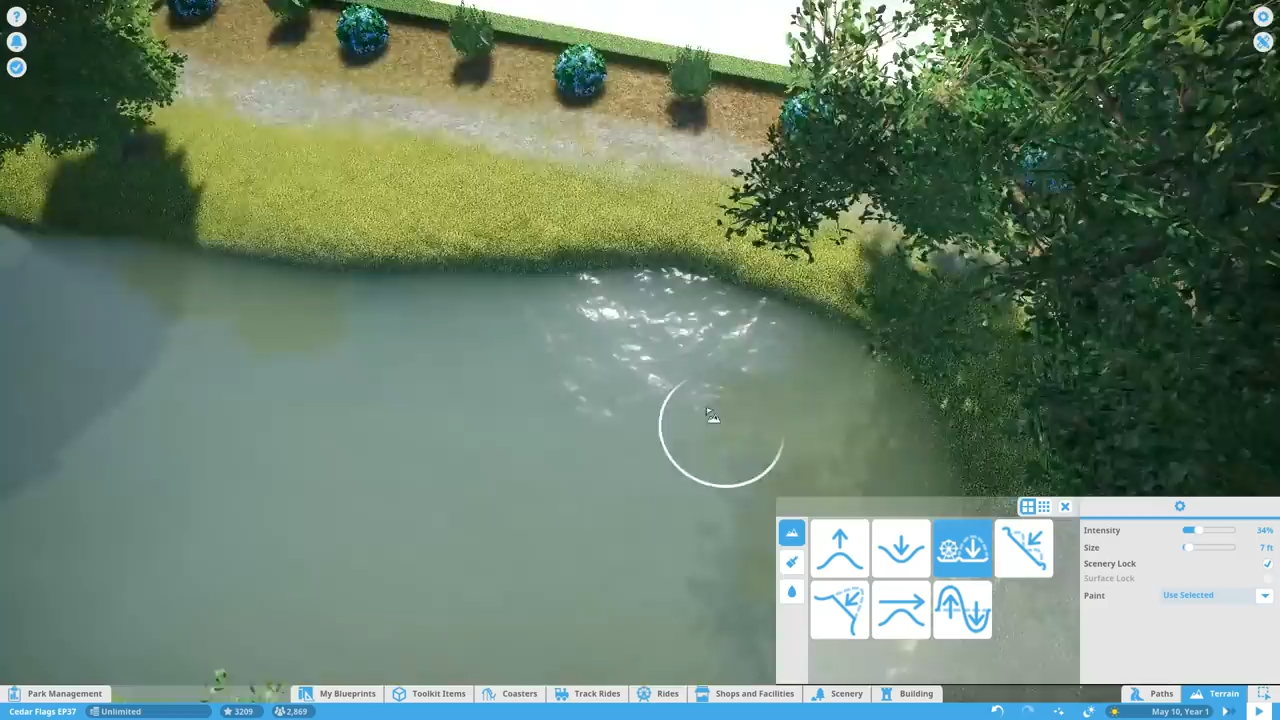 Intensity 34%
Size 7 ft
Scenery Lock
Surface Lock
Paint Use Selected
Park Management My Blueprints Toolkit Items Coasters Track Rides Rides Shops and Facilities Scenery Building Paths Terrain
Cedar Flags EP37 Unlimited 3209 2,869 May 10, Year 1